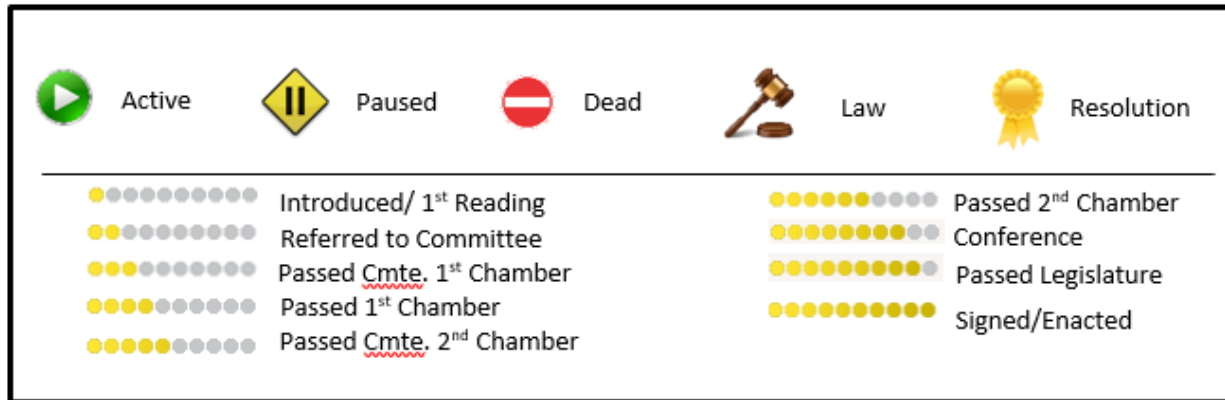 Active Paused Dead Law Resolution
Introduced/ 1st Reading
Referred to Committee
Passed Cmte. 1st Chamber
Passed 1st Chamber
Passed Cmte. 2nd Chamber
Passed 2nd Chamber
Conference
Passed Legislature
Signed/Enacted